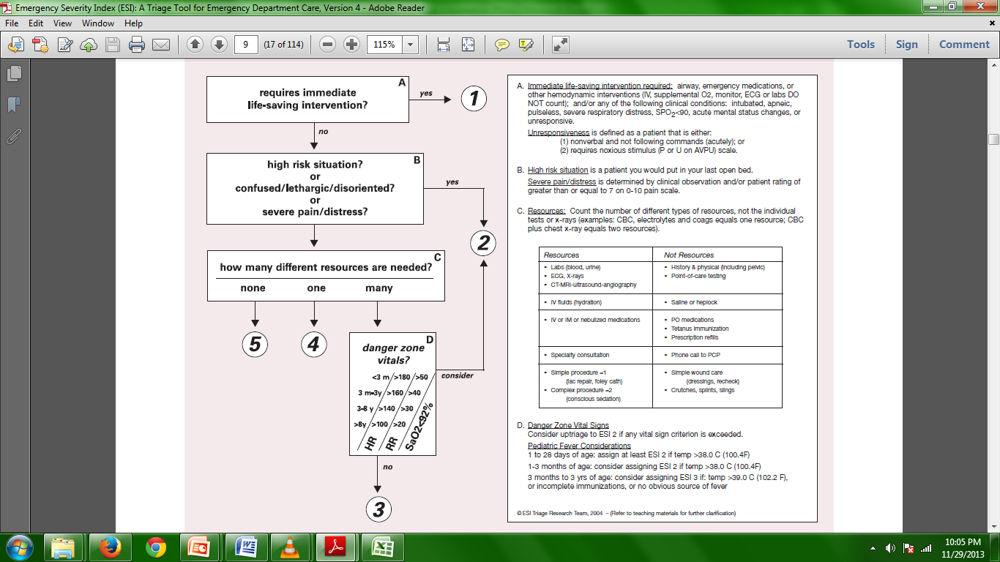 Emergency Severity Index (ESI): A Triage Tool for Emergency Department Care, Version 4 - Adobe Reader
File Edit View Window Help
9 (17 of 114) 115% Tools Sign Comment
A
requires immediate
life-saving intervention?
yes
1
no
B
high risk situation?
or
confused/lethargic/disoriented?
or
severe pain/distress?
yes
2
C
how many different resources are needed?
none one many
5 4
D
danger zone
vitals?
<3 m >180 >50
3 m-3y >160 >40
3-8 y >140 >30
>8y >100 >20
HR RR SaO2<92%
consider
no
3
A. Immediate life-saving intervention required: airway, emergency medications, or
other hemodynamic interventions (IV, supplemental O2, monitor, ECG or labs DO
NOT count); and/or any of the following clinical conditions: intubated, apneic,
pulseless, severe respiratory distress, SPO2<90, acute mental status changes, or
unresponsive.
Unresponsiveness is defined as a patient that is either:
(1) nonverbal and not following commands (acutely); or
(2) requires noxious stimulus (P or U on AVPU) scale.
B. High risk situation is a patient you would put in your last open bed.
Severe pain/distress is determined by clinical observation and/or patient rating of
greater than or equal to 7 on 0-10 pain scale.
C. Resources: Count the number of different types of resources, not the individual
tests or x-rays (examples: CBC, electrolytes and coags equals one resource; CBC
plus chest x-ray equals two resources).
Resources Not Resources
• Labs (blood, urine) • History & physical (including pelvic)
• ECG, X-rays • Point-of-care testing
• CT-MRI-ultrasound-angiography
• IV fluids (hydration) • Saline or heplock
• IV or IM or nebulized medications • PO medications
• Tetanus immunization
• Prescription refills
• Specialty consultation • Phone call to PCP
• Simple procedure =1 • Simple wound care
(lac repair, foley cath) (dressings, recheck)
• Complex procedure =2 • Crutches, splints, slings
(conscious sedation)
D. Danger Zone Vital Signs
Consider uptriage to ESI 2 if any vital sign criterion is exceeded.
Pediatric Fever Considerations
1 to 28 days of age: assign at least ESI 2 if temp >38.0 C (100.4F)
1-3 months of age: consider assigning ESI 2 if temp >38.0 C (100.4F)
3 months to 3 yrs of age: consider assigning ESI 3 if: temp >39.0 C (102.2 F),
or incomplete immunizations, or no obvious source of fever
© ESI Triage Research Team, 2004 – (Refer to teaching materials for further clarification)
10:05 PM
11/29/2013